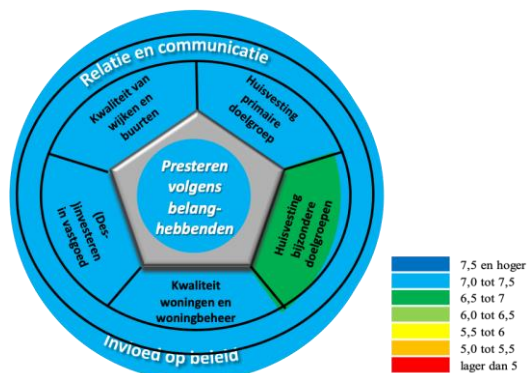 Relatie en communicatie
Kwaliteit van
wijken en
buurten
Huisvesting
primaire
doelgroep
Presteren
volgens
belang-
hebbenden
(Des-
)investeren
in vastgoed
Huisvesting
bijzondere
doelgroepen
Kwaliteit
woningen en
woningbeheer
Invloed op beleid
7,5 en hoger
7,0 tot 7,5
6,5 tot 7
6,0 tot 6,5
5,5 tot 6
5,0 tot 5,5
lager dan 5